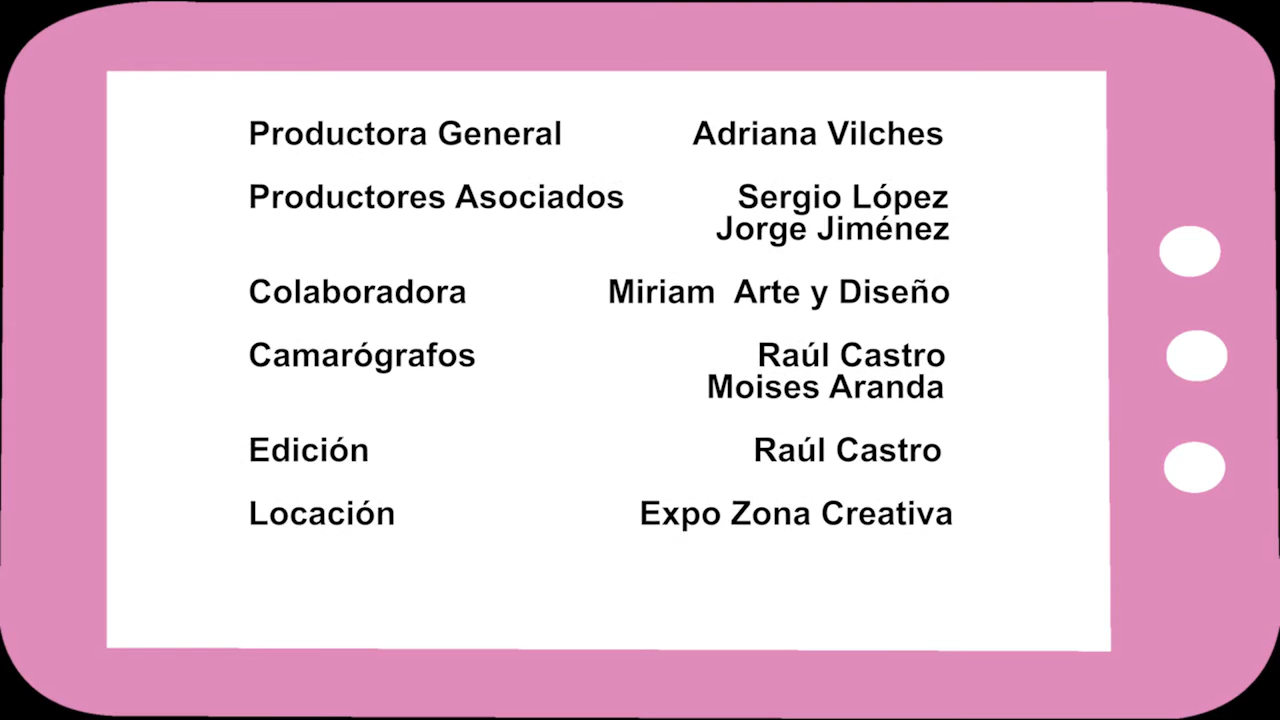 Productora General Adriana Vilches
Productores Asociados Sergio López
Jorge Jiménez
Colaboradora Miriam  Arte y Diseño
Camarógrafos Raúl Castro
Moises Aranda
Edición Raúl Castro
Locación Expo Zona Creativa